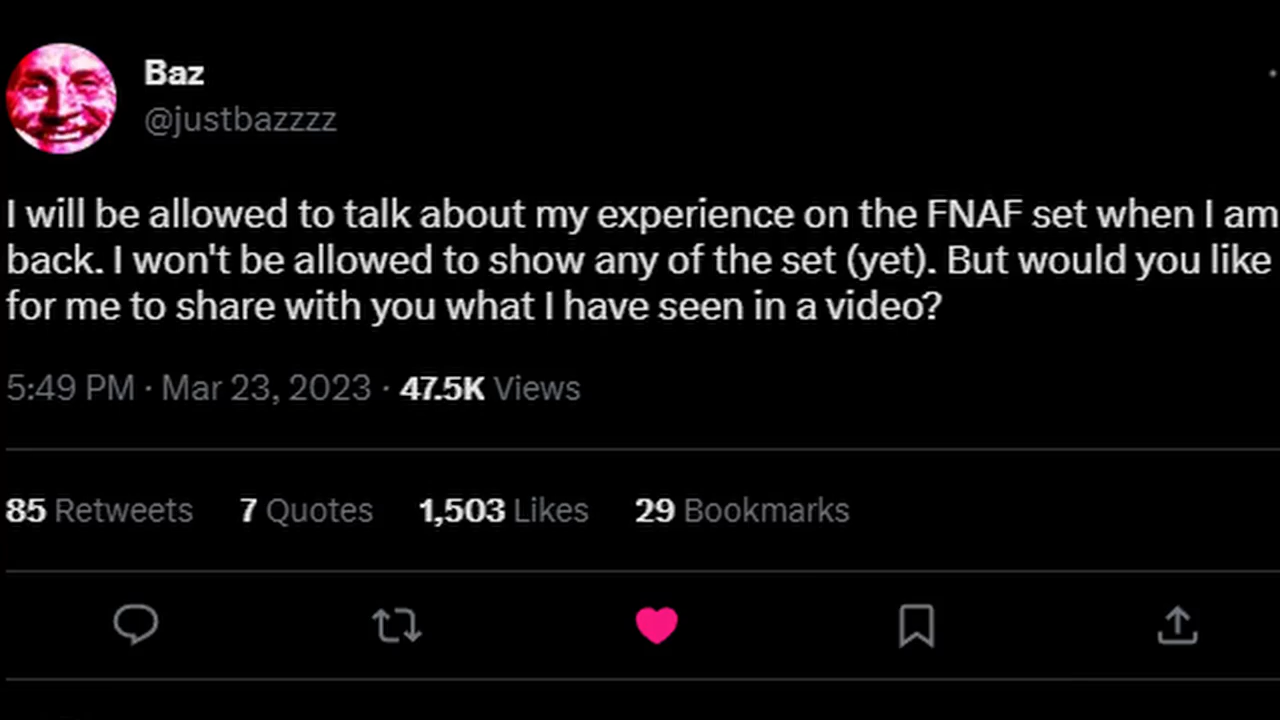 Baz
@justbazzzz
I will be allowed to talk about my experience on the FNAF set when I am
back. I won't be allowed to show any of the set (yet). But would you like
for me to share with you what I have seen in a video?
5:49 PM · Mar 23, 2023 · 47.5K Views
85 Retweets 7 Quotes 1,503 Likes 29 Bookmarks